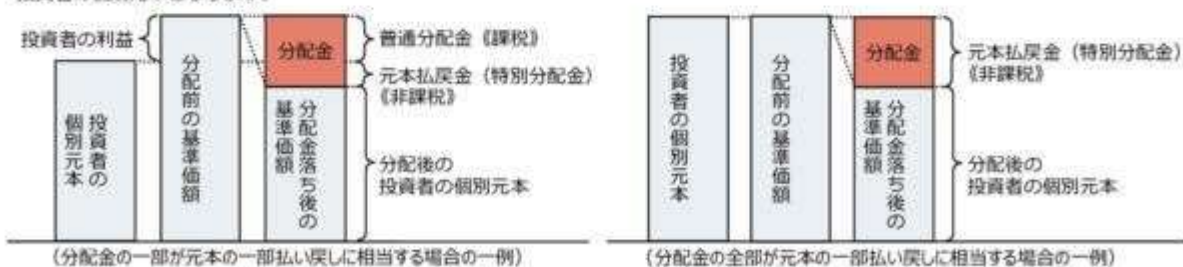 投資者の利益
投資者の
個別元本
分配前の基準価額
分配金
分配金落ち後の
基準価額
普通分配金《課税》
元本払戻金（特別分配金）
《非課税》
分配後の
投資者の個別元本
（分配金の一部が元本の一部払い戻しに相当する場合の一例）
投資者の個別元本
分配前の基準価額
分配金
分配金落ち後の
基準価額
元本払戻金（特別分配金）
《非課税》
分配後の
投資者の個別元本
（分配金の全部が元本の一部払い戻しに相当する場合の一例）